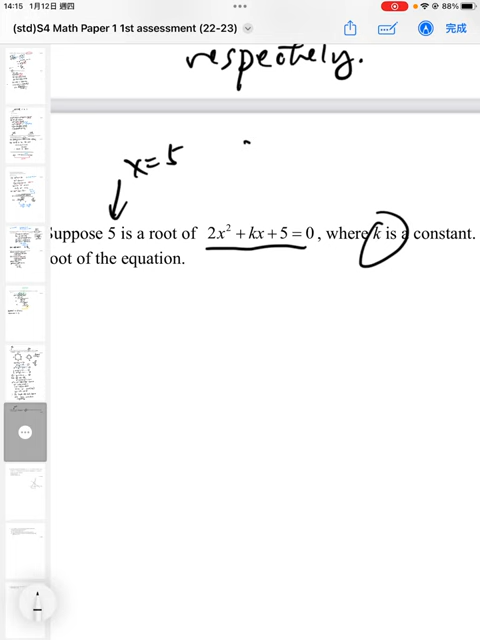 14:15 1月12日 週四
88%
(std)S4 Math Paper 1 1st assessment (22-23)
完成
respectively.
x=5
uppose 5 is a root of 2x² + kx + 5 = 0, where k is a constant.
oot of the equation.